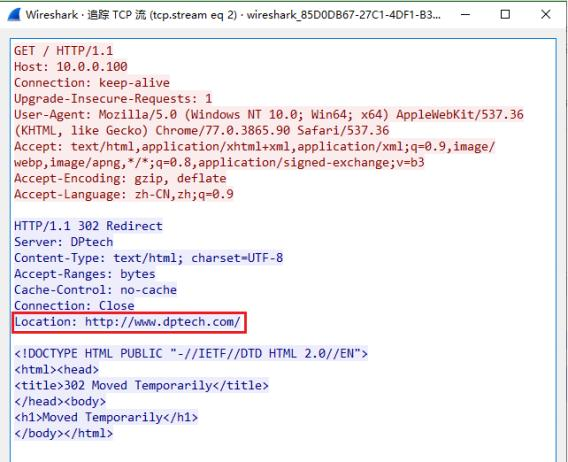 Wireshark · 追踪 TCP 流 (tcp.stream eq 2) · wireshark_85D0DB67-27C1-4DF1-B3...
GET / HTTP/1.1
Host: 10.0.0.100
Connection: keep-alive
Upgrade-Insecure-Requests: 1
User-Agent: Mozilla/5.0 (Windows NT 10.0; Win64; x64) AppleWebKit/537.36
(KHTML, like Gecko) Chrome/77.0.3865.90 Safari/537.36
Accept: text/html,application/xhtml+xml,application/xml;q=0.9,image/
webp,image/apng,*/*;q=0.8,application/signed-exchange;v=b3
Accept-Encoding: gzip, deflate
Accept-Language: zh-CN,zh;q=0.9
HTTP/1.1 302 Redirect
Server: DPtech
Content-Type: text/html; charset=UTF-8
Accept-Ranges: bytes
Cache-Control: no-cache
Connection: Close
Location: http://www.dptech.com/
<!DOCTYPE HTML PUBLIC "-//IETF//DTD HTML 2.0//EN">
<html><head>
<title>302 Moved Temporarily</title>
</head><body>
<h1>Moved Temporarily</h1>
</body></html>